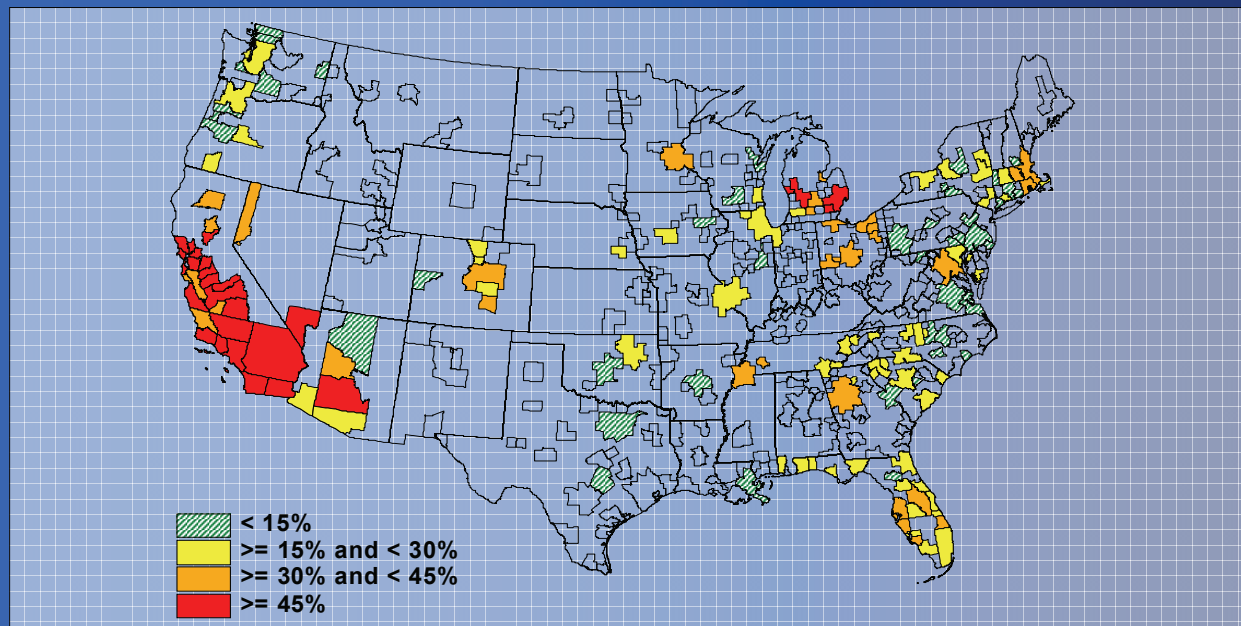 < 15%
>= 15% and < 30%
>= 30% and < 45%
>= 45%